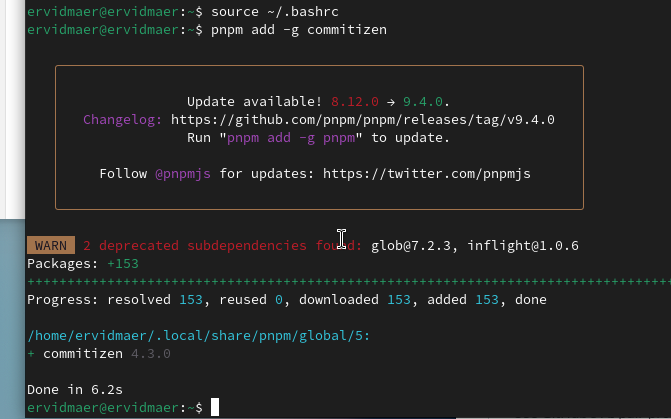 ervidmaer@ervidmaer:~$ source ~/.bashrc
ervidmaer@ervidmaer:~$ pnpm add -g commitizen
Update available! 8.12.0 → 9.4.0.
Changelog: https://github.com/pnpm/pnpm/releases/tag/v9.4.0
Run "pnpm add -g pnpm" to update.
Follow @pnpmjs for updates: https://twitter.com/pnpmjs
WARN 2 deprecated subdependencies found: glob@7.2.3, inflight@1.0.6
Packages: +153
++++++++++++++++++++++++++++++++++++++++++++++++++++++++++++++++++++++++++++++++
Progress: resolved 153, reused 0, downloaded 153, added 153, done
/home/ervidmaer/.local/share/pnpm/global/5:
+ commitizen 4.3.0
Done in 6.2s
ervidmaer@ervidmaer:~$